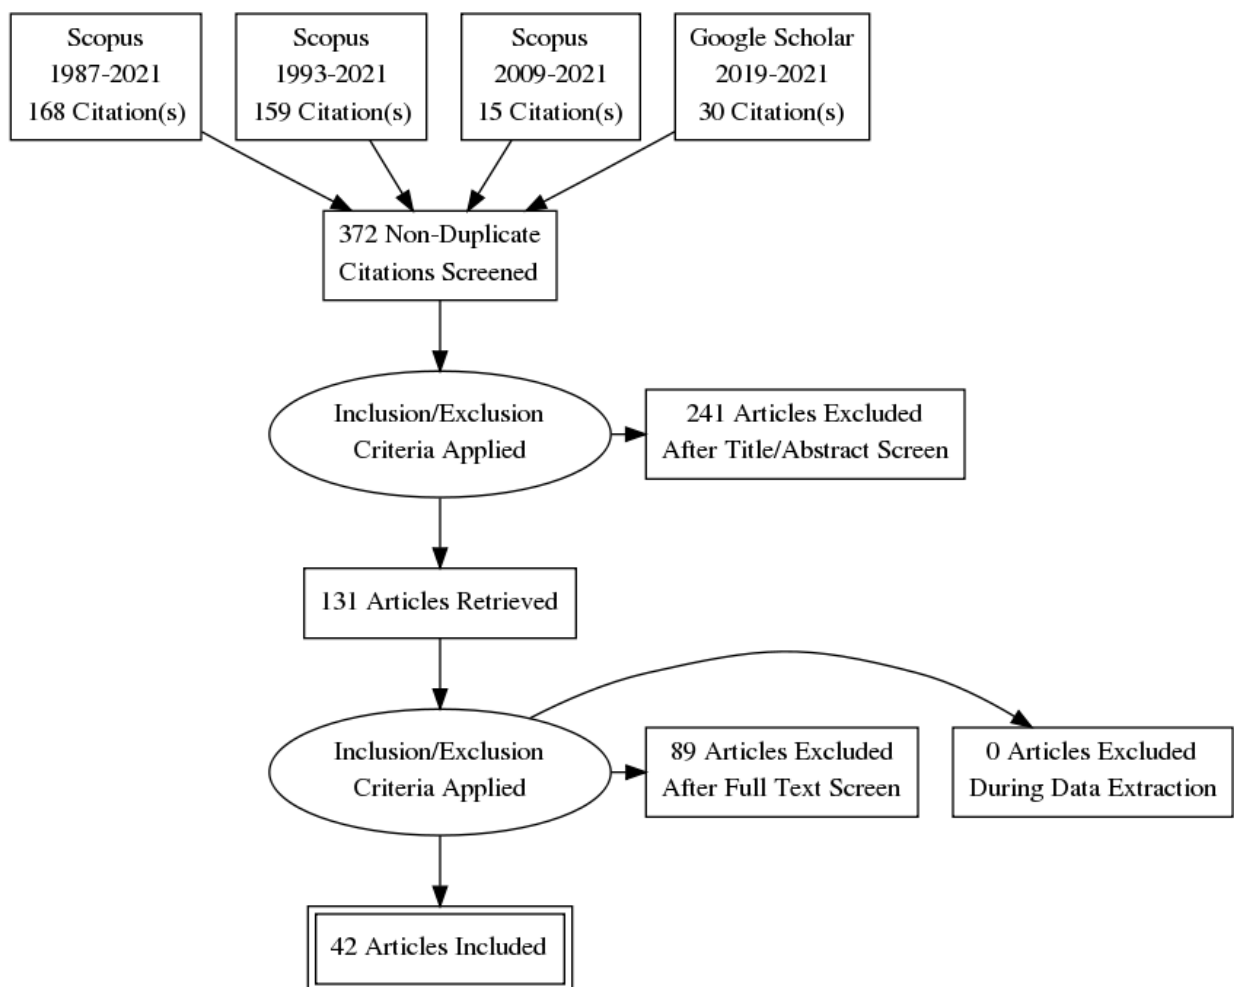 Scopus
1987-2021
168 Citation(s)
Scopus
1993-2021
159 Citation(s)
Scopus
2009-2021
15 Citation(s)
Google Scholar
2019-2021
30 Citation(s)
372 Non-Duplicate
Citations Screened
Inclusion/Exclusion
Criteria Applied
241 Articles Excluded
After Title/Abstract Screen
131 Articles Retrieved
Inclusion/Exclusion
Criteria Applied
89 Articles Excluded
After Full Text Screen
0 Articles Excluded
During Data Extraction
42 Articles Included